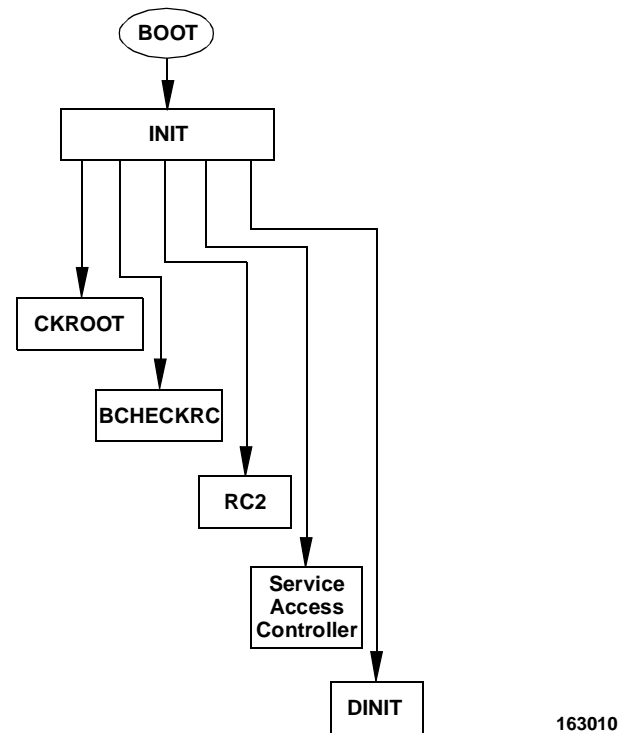 BOOT
INIT
CKROOT
BCHECKRC
RC2
Service
Access
Controller
DINIT
163010